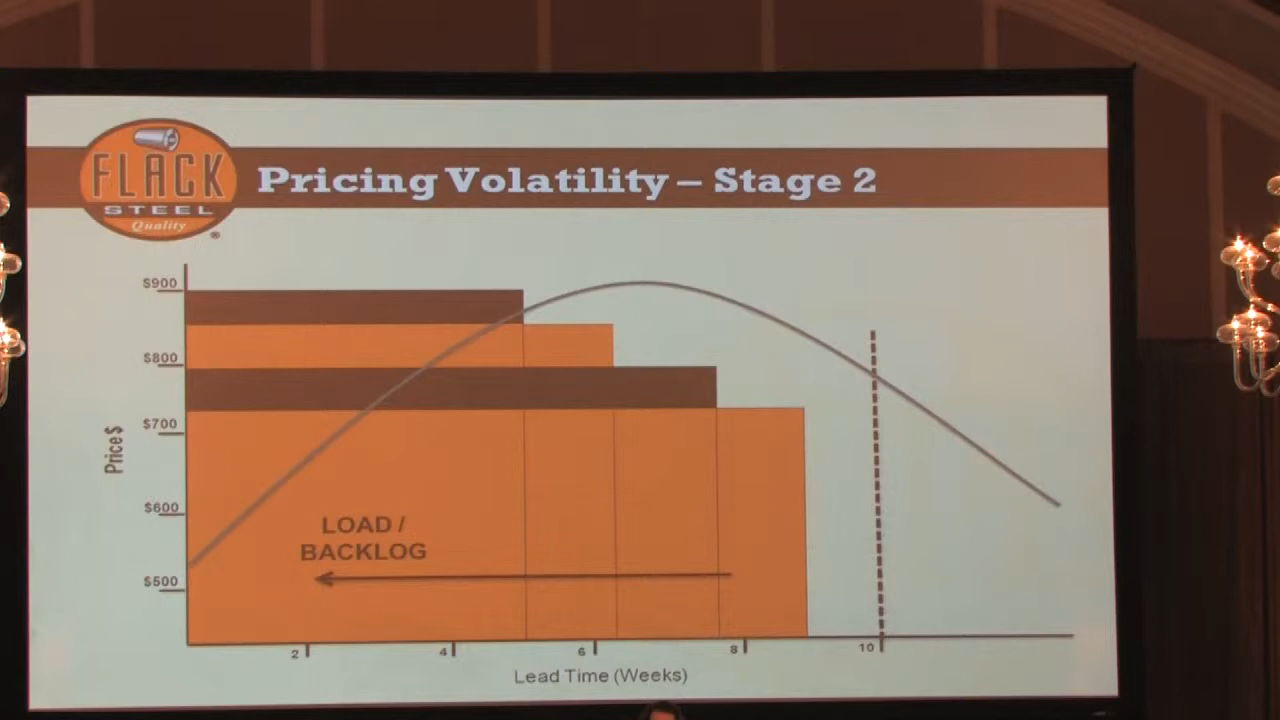 FLACK
STEEL
Quality
®
Pricing Volatility – Stage 2
$900
$800
$700
$600
$500
Price$
LOAD /
BACKLOG
2
4
6
8
10
Lead Time (Weeks)